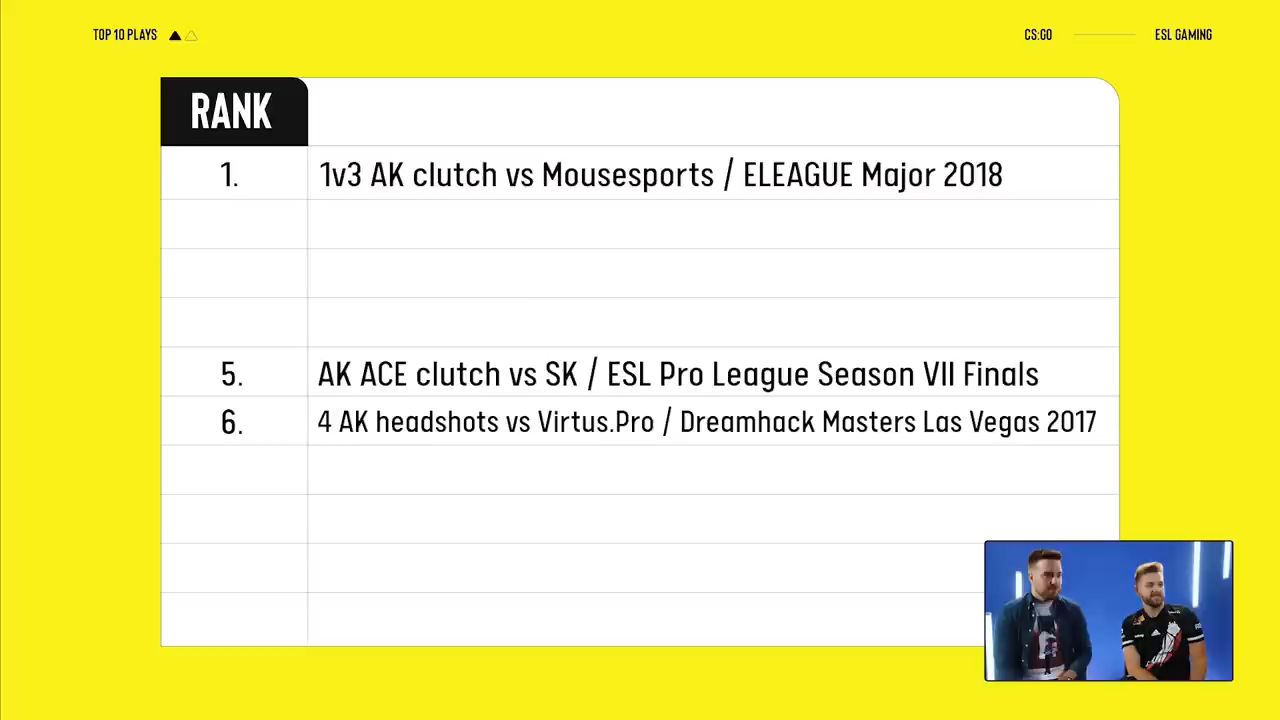 TOP 10 PLAYS
CS:GO
ESL GAMING
RANK
1.
1v3 AK clutch vs Mousesports / ELEAGUE Major 2018
5.
AK ACE clutch vs SK / ESL Pro League Season VII Finals
6.
4 AK headshots vs Virtus.Pro / Dreamhack Masters Las Vegas 2017